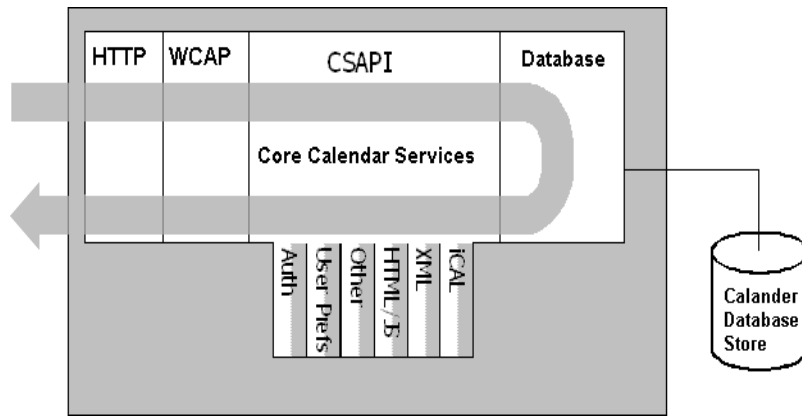 HTTP
WCAP
CSAPI
Database
Core Calendar Services
Auth
User Prefs
Other
HTML/JS
XML
iCAL
Calander
Database
Store